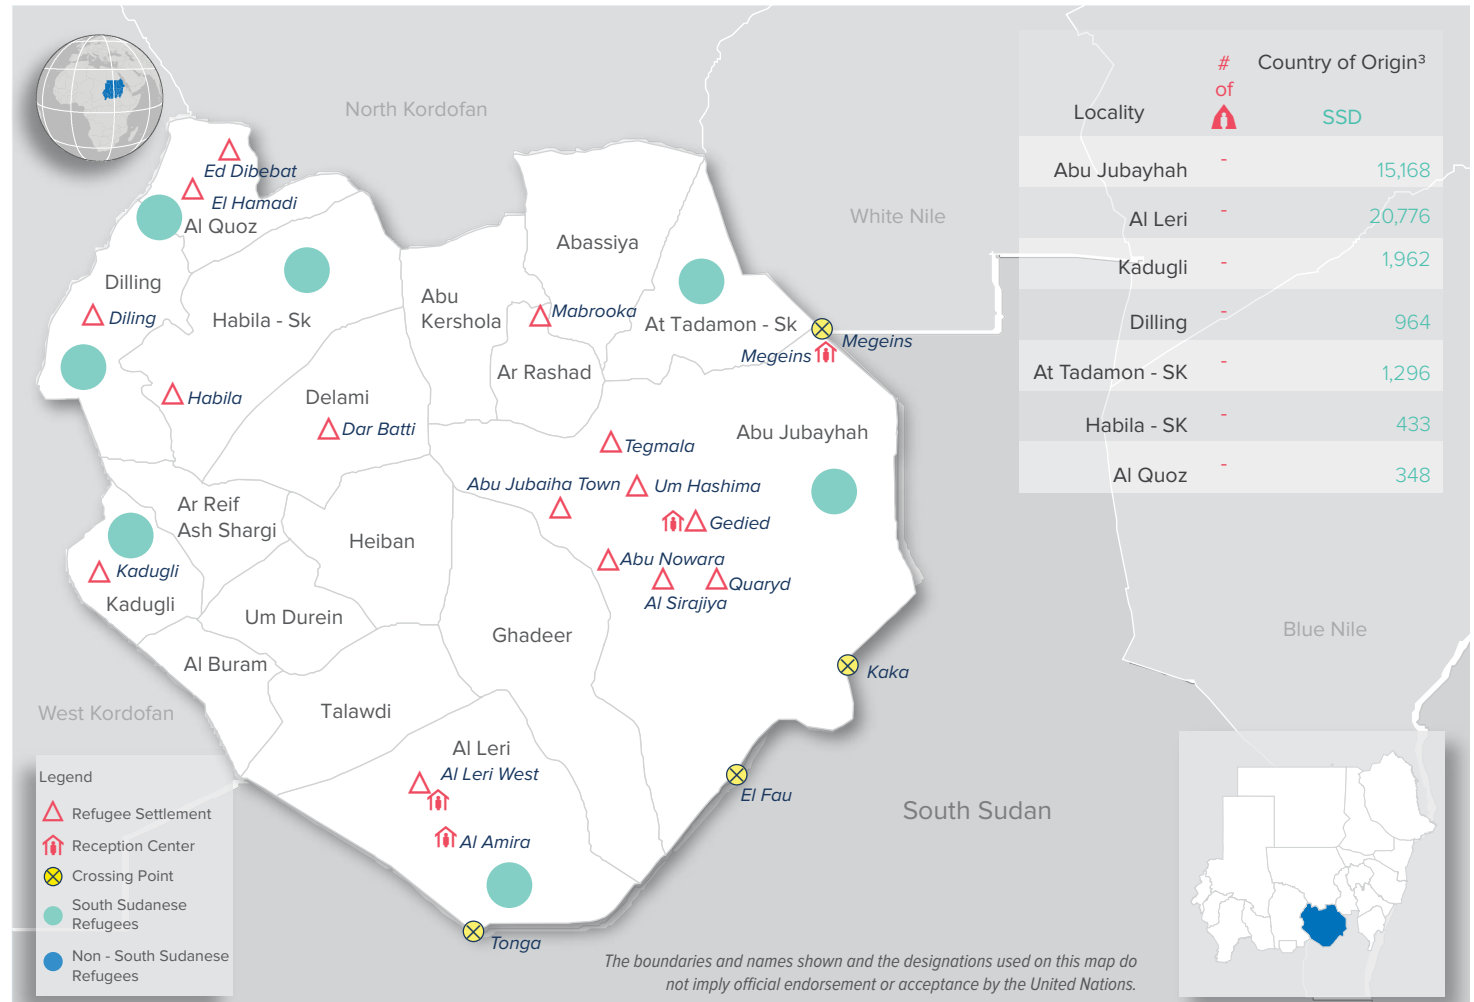 North Kordofan
Ed Dibebat
El Hamadi
Al Quoz
White Nile
Abassiya
Dilling
Diling
Habila - Sk
Abu
Kershola
Mabrooka
At Tadamon - Sk
Megeins
Megeins
Ar Rashad
Habila
Delami
Dar Batti
Abu Jubayhah
Tegmala
Abu Jubaiha Town
Um Hashima
Gedied
Ar Reif
Ash Shargi
Heiban
Abu Nowara
Quaryd
Al Sirajiya
Kadugli
Kadugli
Um Durein
Ghadeer
Al Buram
Kaka
Talawdi
West Kordofan
Al Leri
Al Leri West
El Fau
Al Amira
South Sudan
Tonga
Blue Nile
# of
Country of Origin³
Locality
SSD
Abu Jubayhah - 15,168
Al Leri - 20,776
Kadugli - 1,962
Dilling - 964
At Tadamon - SK - 1,296
Habila - SK - 433
Al Quoz - 348
Legend
Refugee Settlement
Reception Center
Crossing Point
South Sudanese
Refugees
Non - South Sudanese
Refugees
The boundaries and names shown and the designations used on this map do
not imply official endorsement or acceptance by the United Nations.